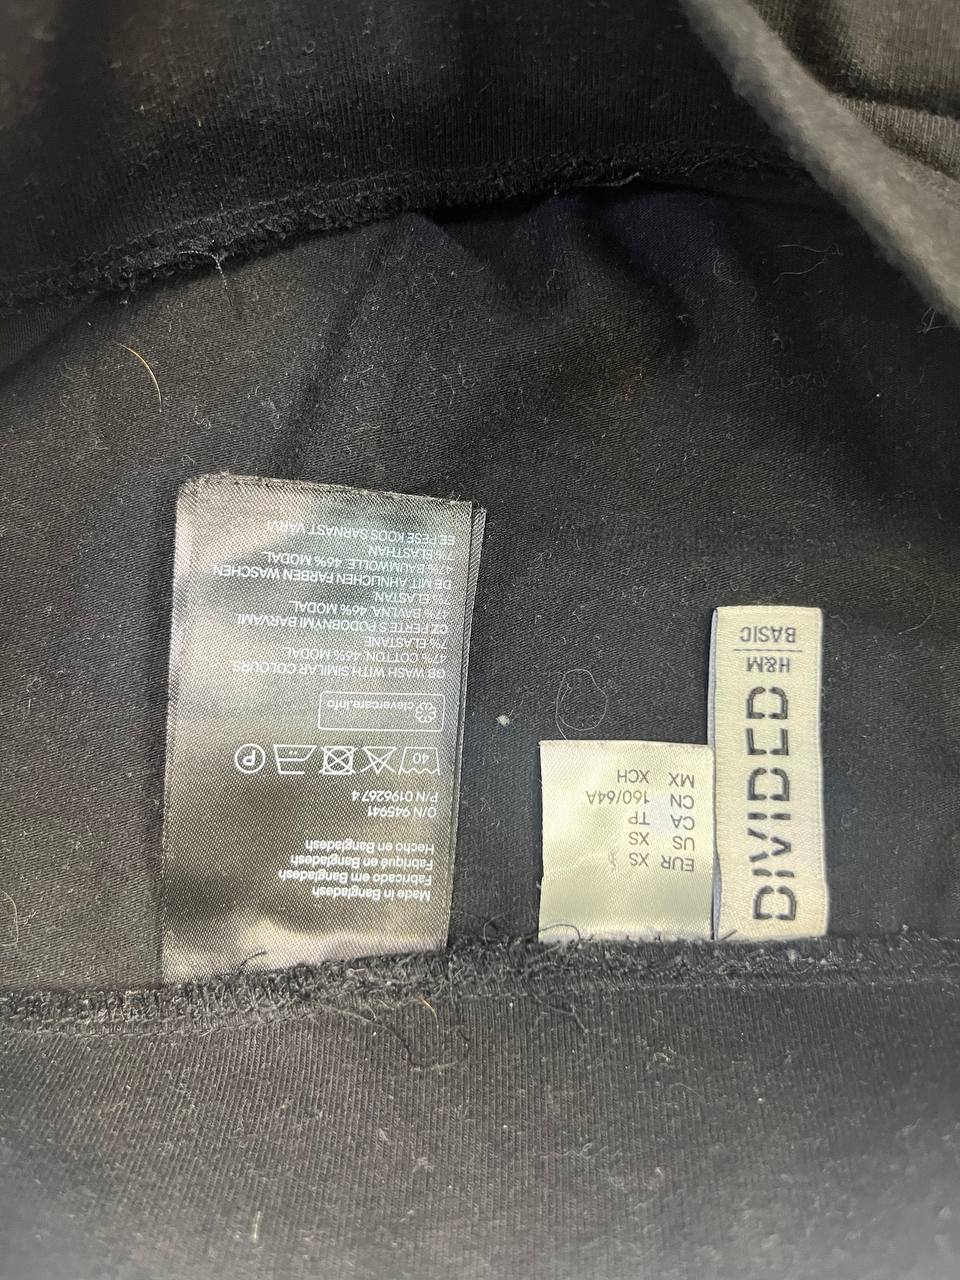 Made in Bangladesh
Fabricado em Bangladesh
Fabriqué en Bangladesh
Hecho en Bangladesh
O/N 945941
P/N 0196267 4
40
P
clevercare.info
GB WASH WITH SIMILAR COLOURS.
47% COTTON, 46% MODAL,
7% ELASTANE
CZ PERTE S PODOBNÝMI BARVAMI
47% BAVLNA, 46% MODAL,
7% ELASTAN.
DE MIT ÄHNLICHEN FARBEN WASCHEN
47% BAUMWOLLE, 46% MODAL,
7% ELASTHAN
EE PESE KOOS SARNAST VÄRVI
EUR XS
US XS
CA TP
CN 160/64A
MX XCH
DIVIDED
H&M
BASIC